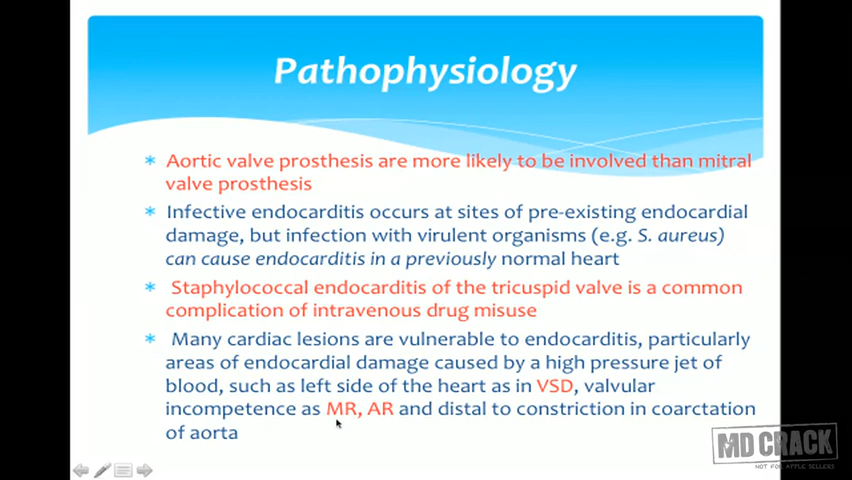 Pathophysiology
* Aortic valve prosthesis are more likely to be involved than mitral
valve prosthesis
* Infective endocarditis occurs at sites of pre-existing endocardial
damage, but infection with virulent organisms (e.g. S. aureus)
can cause endocarditis in a previously normal heart
* Staphylococcal endocarditis of the tricuspid valve is a common
complication of intravenous drug misuse
* Many cardiac lesions are vulnerable to endocarditis, particularly
areas of endocardial damage caused by a high pressure jet of
blood, such as left side of the heart as in VSD, valvular
incompetence as MR, AR and distal to constriction in coarctation
of aorta
MD CRACK
NOT FOR APPLE SELLERS